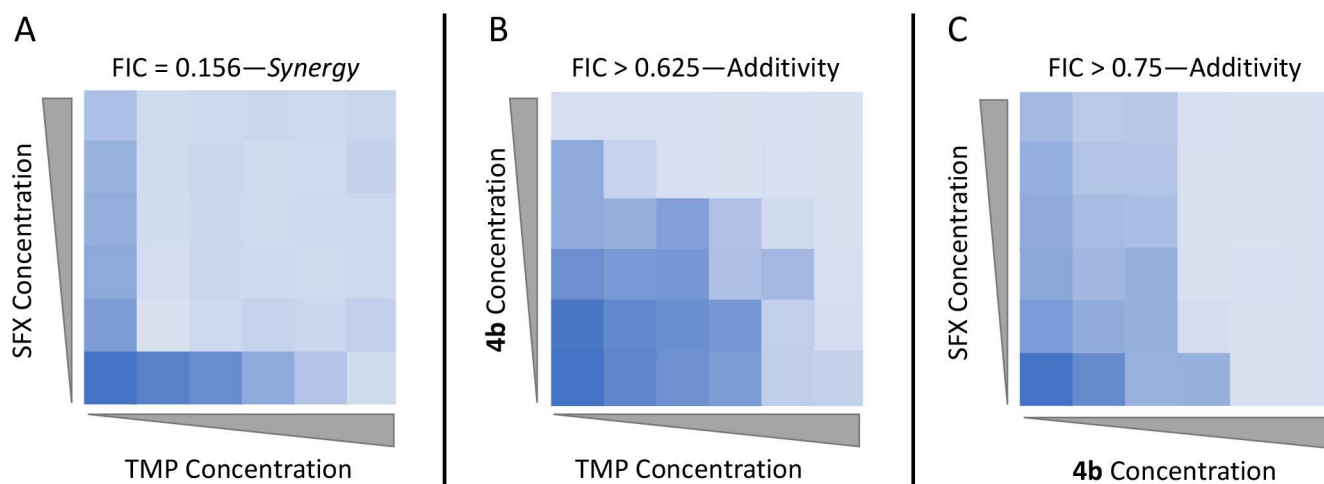 A
FIC = 0.156—Synergy
SFX Concentration
TMP Concentration
B
FIC > 0.625—Additivity
4b Concentration
TMP Concentration
C
FIC > 0.75—Additivity
SFX Concentration
4b Concentration